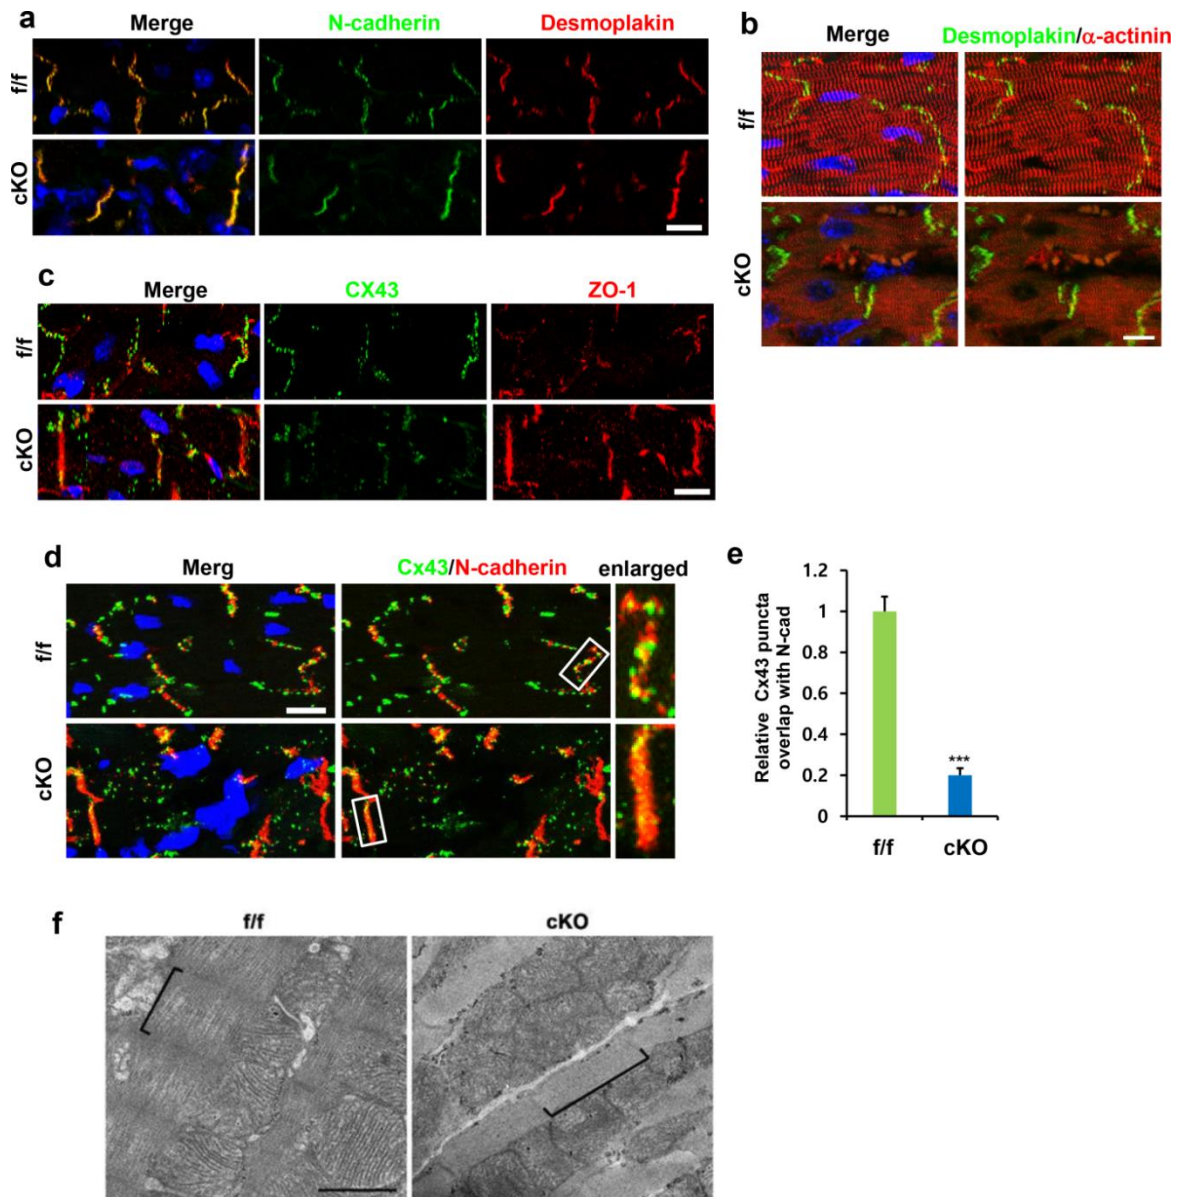 a
Merge N-cadherin Desmoplakin
f/f
cKO
b
Merge Desmoplakin/α-actinin
f/f
cKO
c
Merge CX43 ZO-1
f/f
cKO
d
Merg Cx43/N-cadherin enlarged
f/f
cKO
e
Relative Cx43 puncta
overlap with N-cad
1.2
1
0.8
0.6
0.4
0.2
0
***
f/f cKO
f
f/f cKO